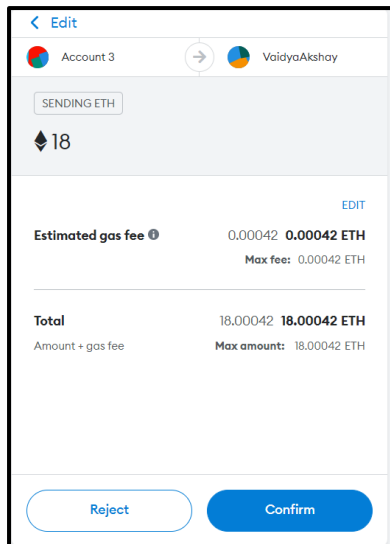 Edit
Account 3 VaidyaAkshay
SENDING ETH
18
EDIT
Estimated gas fee 0.00042 0.00042 ETH
Max fee: 0.00042 ETH
Total 18.00042 18.00042 ETH
Amount + gas fee Max amount: 18.00042 ETH
Reject Confirm